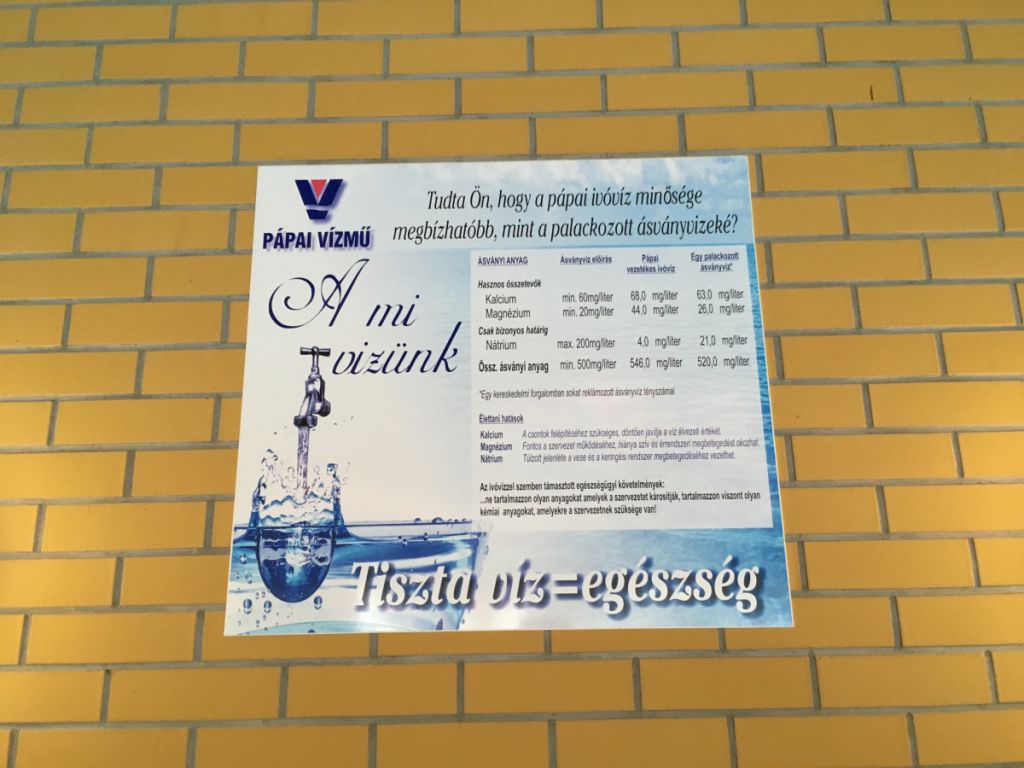 PÁPAI VÍZMŰ
Tudta Ön, hogy a pápai ivóvíz minősége
megbízhatóbb, mint a palackozott ásványvizeké?
A mi
vizünk
ÁSVÁNYI ANYAG Ásványvíz előírás Pápai vezetékes ivóvíz Egy palackozott ásványvíz*
Hasznos összetevők
Kalcium min. 60mg/liter 68,0 mg/liter 63,0 mg/liter
Magnézium min. 20mg/liter 44,0 mg/liter 26,0 mg/liter
Csak bizonyos határig
Nátrium max. 200mg/liter 4,0 mg/liter 21,0 mg/liter
Össz. ásványi anyag min. 500mg/liter 546,0 mg/liter 520,0 mg/liter
*Egy kereskedelmi forgalomban sokat reklámozott ásványvíz tényszámai
Élettani hatások
Kalcium A csontok felépítéséhez szükséges, döntően javítja a víz élvezeti értékét.
Magnézium Fontos a szervezet működéséhez, hiánya szív és érrendszeri megbetegedést okozhat.
Nátrium Túlzott jelenléte a vese és a keringési rendszer megbetegedéséhez vezethet.
Az ivóvízzel szemben támasztott egészségügyi követelmények:
...ne tartalmazzon olyan anyagokat amelyek a szervezetet károsítják, tartalmazzon viszont olyan
kémiai anyagokat, amelyekre a szervezetnek szüksége van!
Tiszta víz=egészség